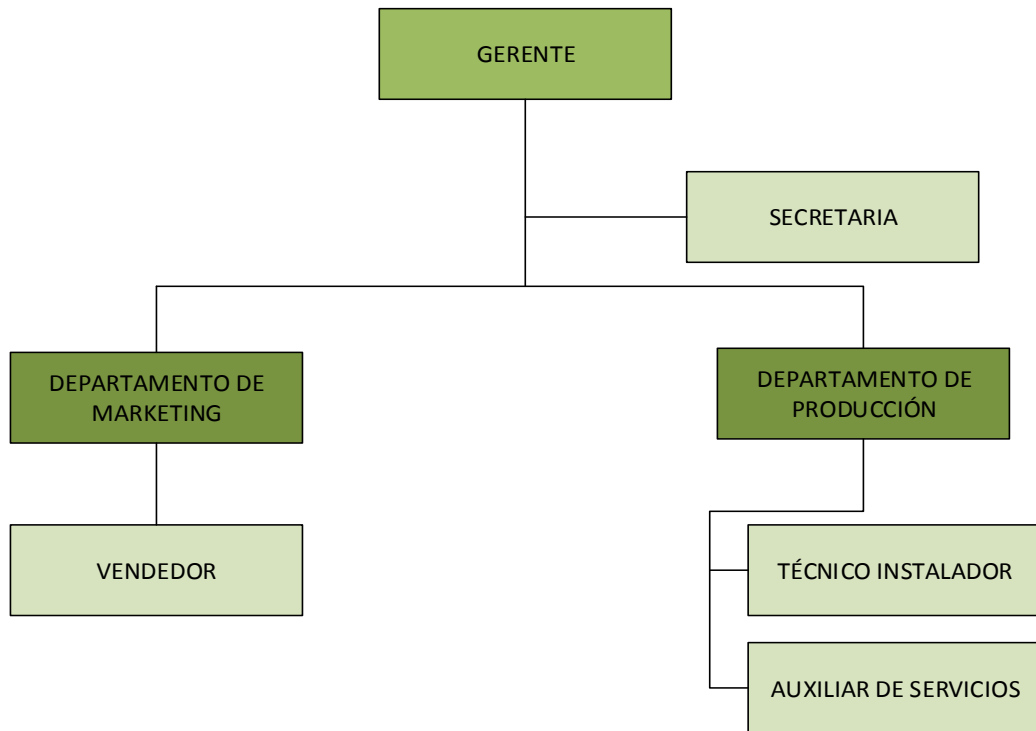 GERENTE
SECRETARIA
DEPARTAMENTO DE
MARKETING
DEPARTAMENTO DE
PRODUCCIÓN
VENDEDOR
TÉCNICO INSTALADOR
AUXILIAR DE SERVICIOS